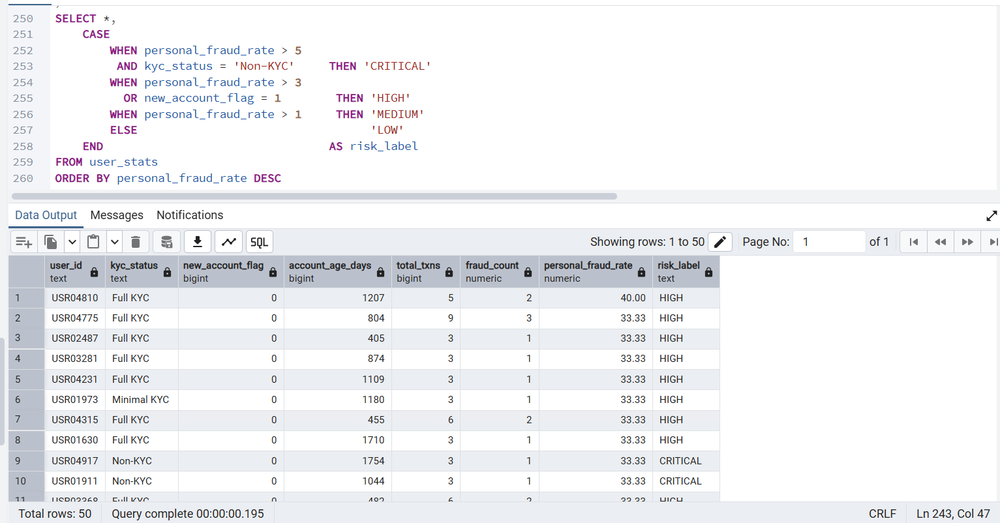 250 SELECT *,
251 CASE
252 WHEN personal_fraud_rate > 5
253 AND kyc_status = 'Non-KYC' THEN 'CRITICAL'
254 WHEN personal_fraud_rate > 3
255 OR new_account_flag = 1 THEN 'HIGH'
256 WHEN personal_fraud_rate > 1 THEN 'MEDIUM'
257 ELSE 'LOW'
258 END AS risk_label
259 FROM user_stats
260 ORDER BY personal_fraud_rate DESC
Data Output Messages Notifications
SQL Showing rows: 1 to 50 Page No: 1 of 1
user_id kyc_status new_account_flag account_age_days total_txns fraud_count personal_fraud_rate risk_label
text text bigint bigint bigint numeric numeric text
1 USR04810 Full KYC 0 1207 5 2 40.00 HIGH
2 USR04775 Full KYC 0 804 9 3 33.33 HIGH
3 USR02487 Full KYC 0 405 3 1 33.33 HIGH
4 USR03281 Full KYC 0 874 3 1 33.33 HIGH
5 USR04231 Full KYC 0 1109 3 1 33.33 HIGH
6 USR01973 Minimal KYC 0 1180 3 1 33.33 HIGH
7 USR04315 Full KYC 0 455 6 2 33.33 HIGH
8 USR01630 Full KYC 0 1710 3 1 33.33 HIGH
9 USR04917 Non-KYC 0 1754 3 1 33.33 CRITICAL
10 USR01911 Non-KYC 0 1044 3 1 33.33 CRITICAL
11 USR03368 Full KYC 0 482 6 2 33.33 HIGH
Total rows: 50 Query complete 00:00:00.195 CRLF Ln 243, Col 47